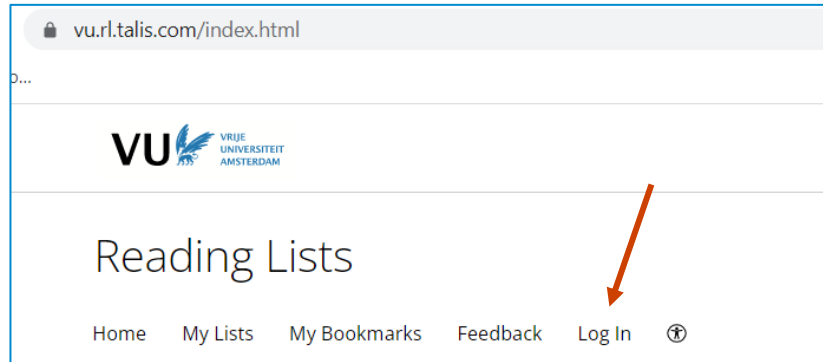 vu.rl.talis.com/index.html
o...
VU VRIJE
UNIVERSITEIT
AMSTERDAM
Reading Lists
Home My Lists My Bookmarks Feedback Log In